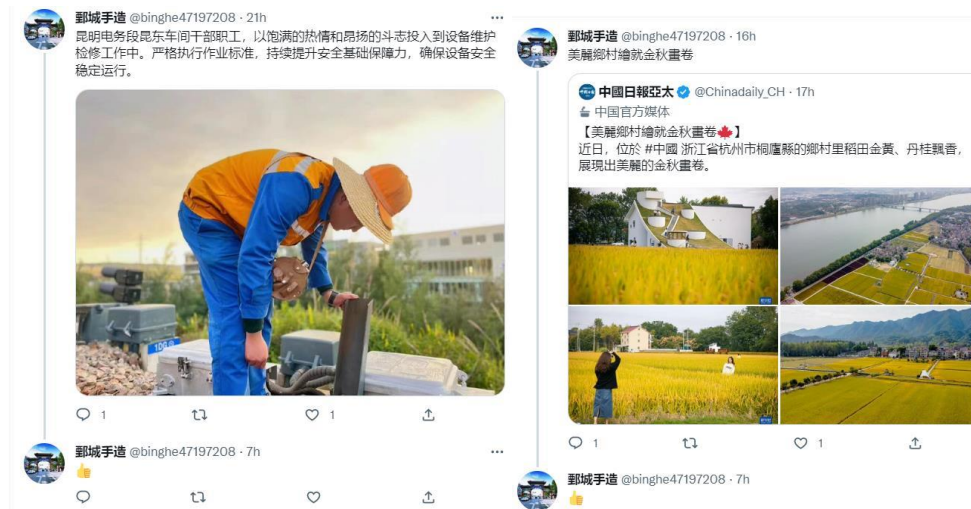 鄄城手造 @binghe47197208 · 21h
昆明电务段昆东车间干部职工，以饱满的热情和昂扬的斗志投入到设备维护
检修工作中。严格执行作业标准，持续提升安全基础保障力，确保设备安全
稳定运行。
1DG
1
1
鄄城手造 @binghe47197208 · 7h
👍
鄄城手造 @binghe47197208 · 16h
美麗鄉村繪就金秋畫卷
中國日報亞太 @Chinadaily_CH · 17h
中国官方媒体
【美麗鄉村繪就金秋畫卷🍁】
近日，位於 #中國 浙江省杭州市桐廬縣的鄉村里稻田金黃、丹桂飄香，
展現出美麗的金秋畫卷。
1
1
鄄城手造 @binghe47197208 · 7h
👍